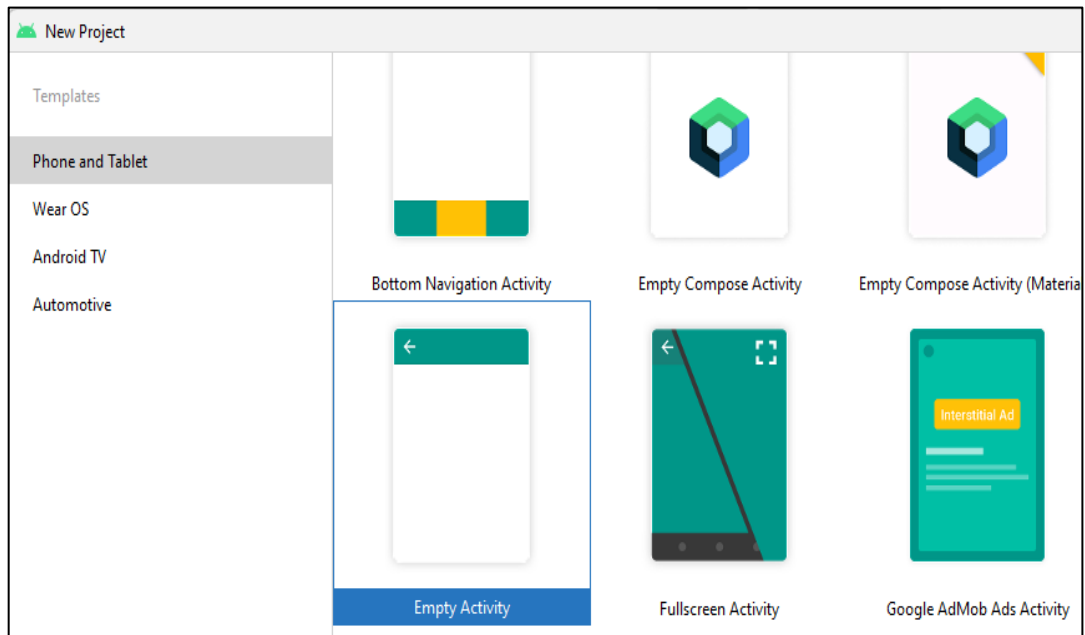 New Project
Templates
Phone and Tablet
Wear OS
Android TV
Automotive
Bottom Navigation Activity
Empty Compose Activity
Empty Compose Activity (Materia
Interstitial Ad
Empty Activity
Fullscreen Activity
Google AdMob Ads Activity